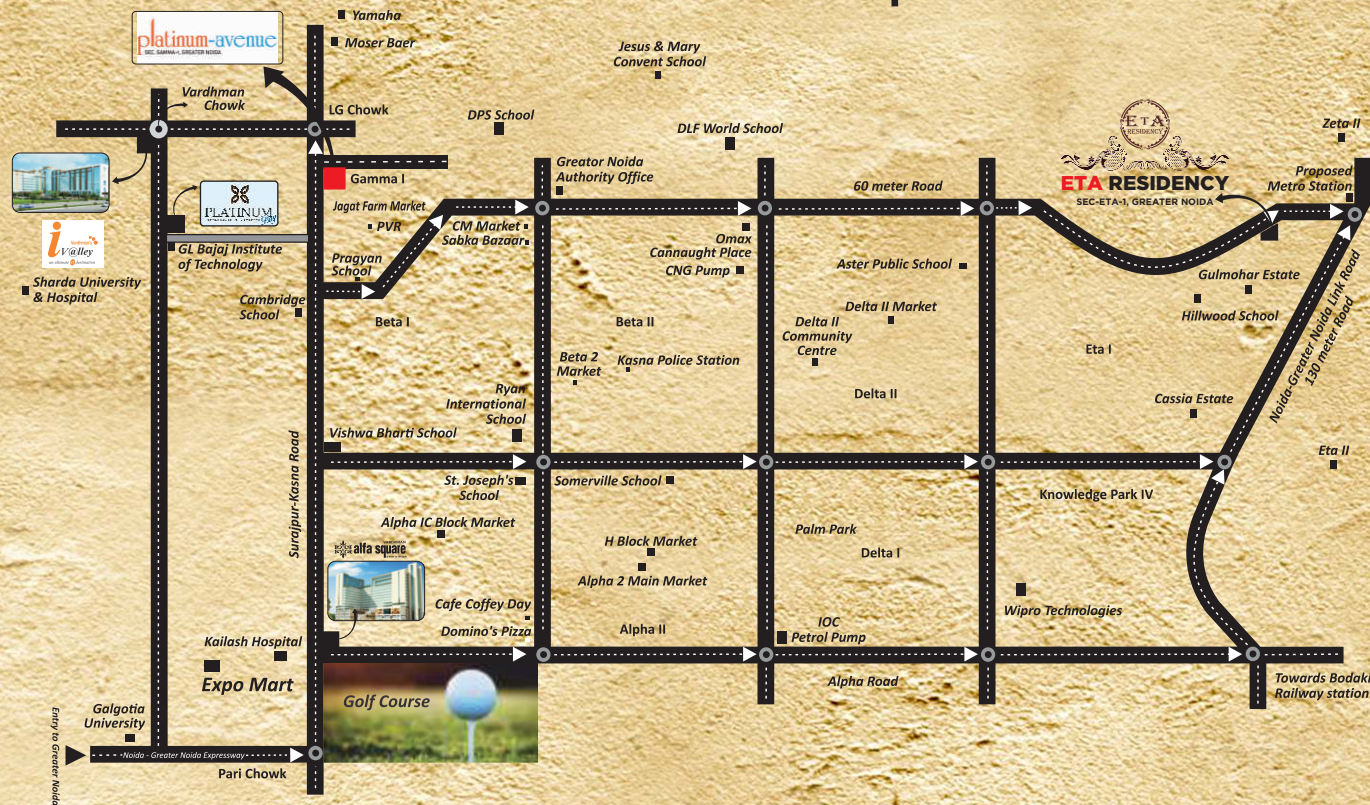 Yamaha
Moser Baer
platinum-avenue
SEC. GAMMA-I, GREATER NOIDA
Jesus & Mary
Convent School
Vardhman
Chowk
LG Chowk
DPS School
DLF World School
ETA
RESIDENCY
Zeta II
Greator Noida
Authority Office
60 meter Road
ETA RESIDENCY
SEC-ETA-1, GREATER NOIDA
Proposed
Metro Station
Gamma I
PLATINUM
Jagat Farm Market
PVR
CM Market
Sabka Bazaar
Omax
Cannaught Place
CNG Pump
i
V@lley
GL Bajaj Institute
of Technology
Pragyan
School
Aster Public School
Gulmohar Estate
Sharda University
& Hospital
Cambridge
School
Delta II Market
Hillwood School
Beta I
Beta II
Delta II
Community
Centre
Noida-Greater Noida Link Road
130 meter Road
Eta I
Beta 2
Market
Kasna Police Station
Ryan
International
School
Delta II
Cassia Estate
Vishwa Bharti School
Eta II
Surajpur-Kasna Road
St. Joseph's
School
Somerville School
Knowledge Park IV
Alpha IC Block Market
Palm Park
H Block Market
Delta I
alfa square
Alpha 2 Main Market
Cafe Coffey Day
Wipro Technologies
Domino's Pizza
Alpha II
IOC
Petrol Pump
Kailash Hospital
Expo Mart
Golf Course
Alpha Road
Towards Bodaki
Railway station
Galgotia
University
Entry to Greater Noida
Noida - Greater Noida Expressway
Pari Chowk